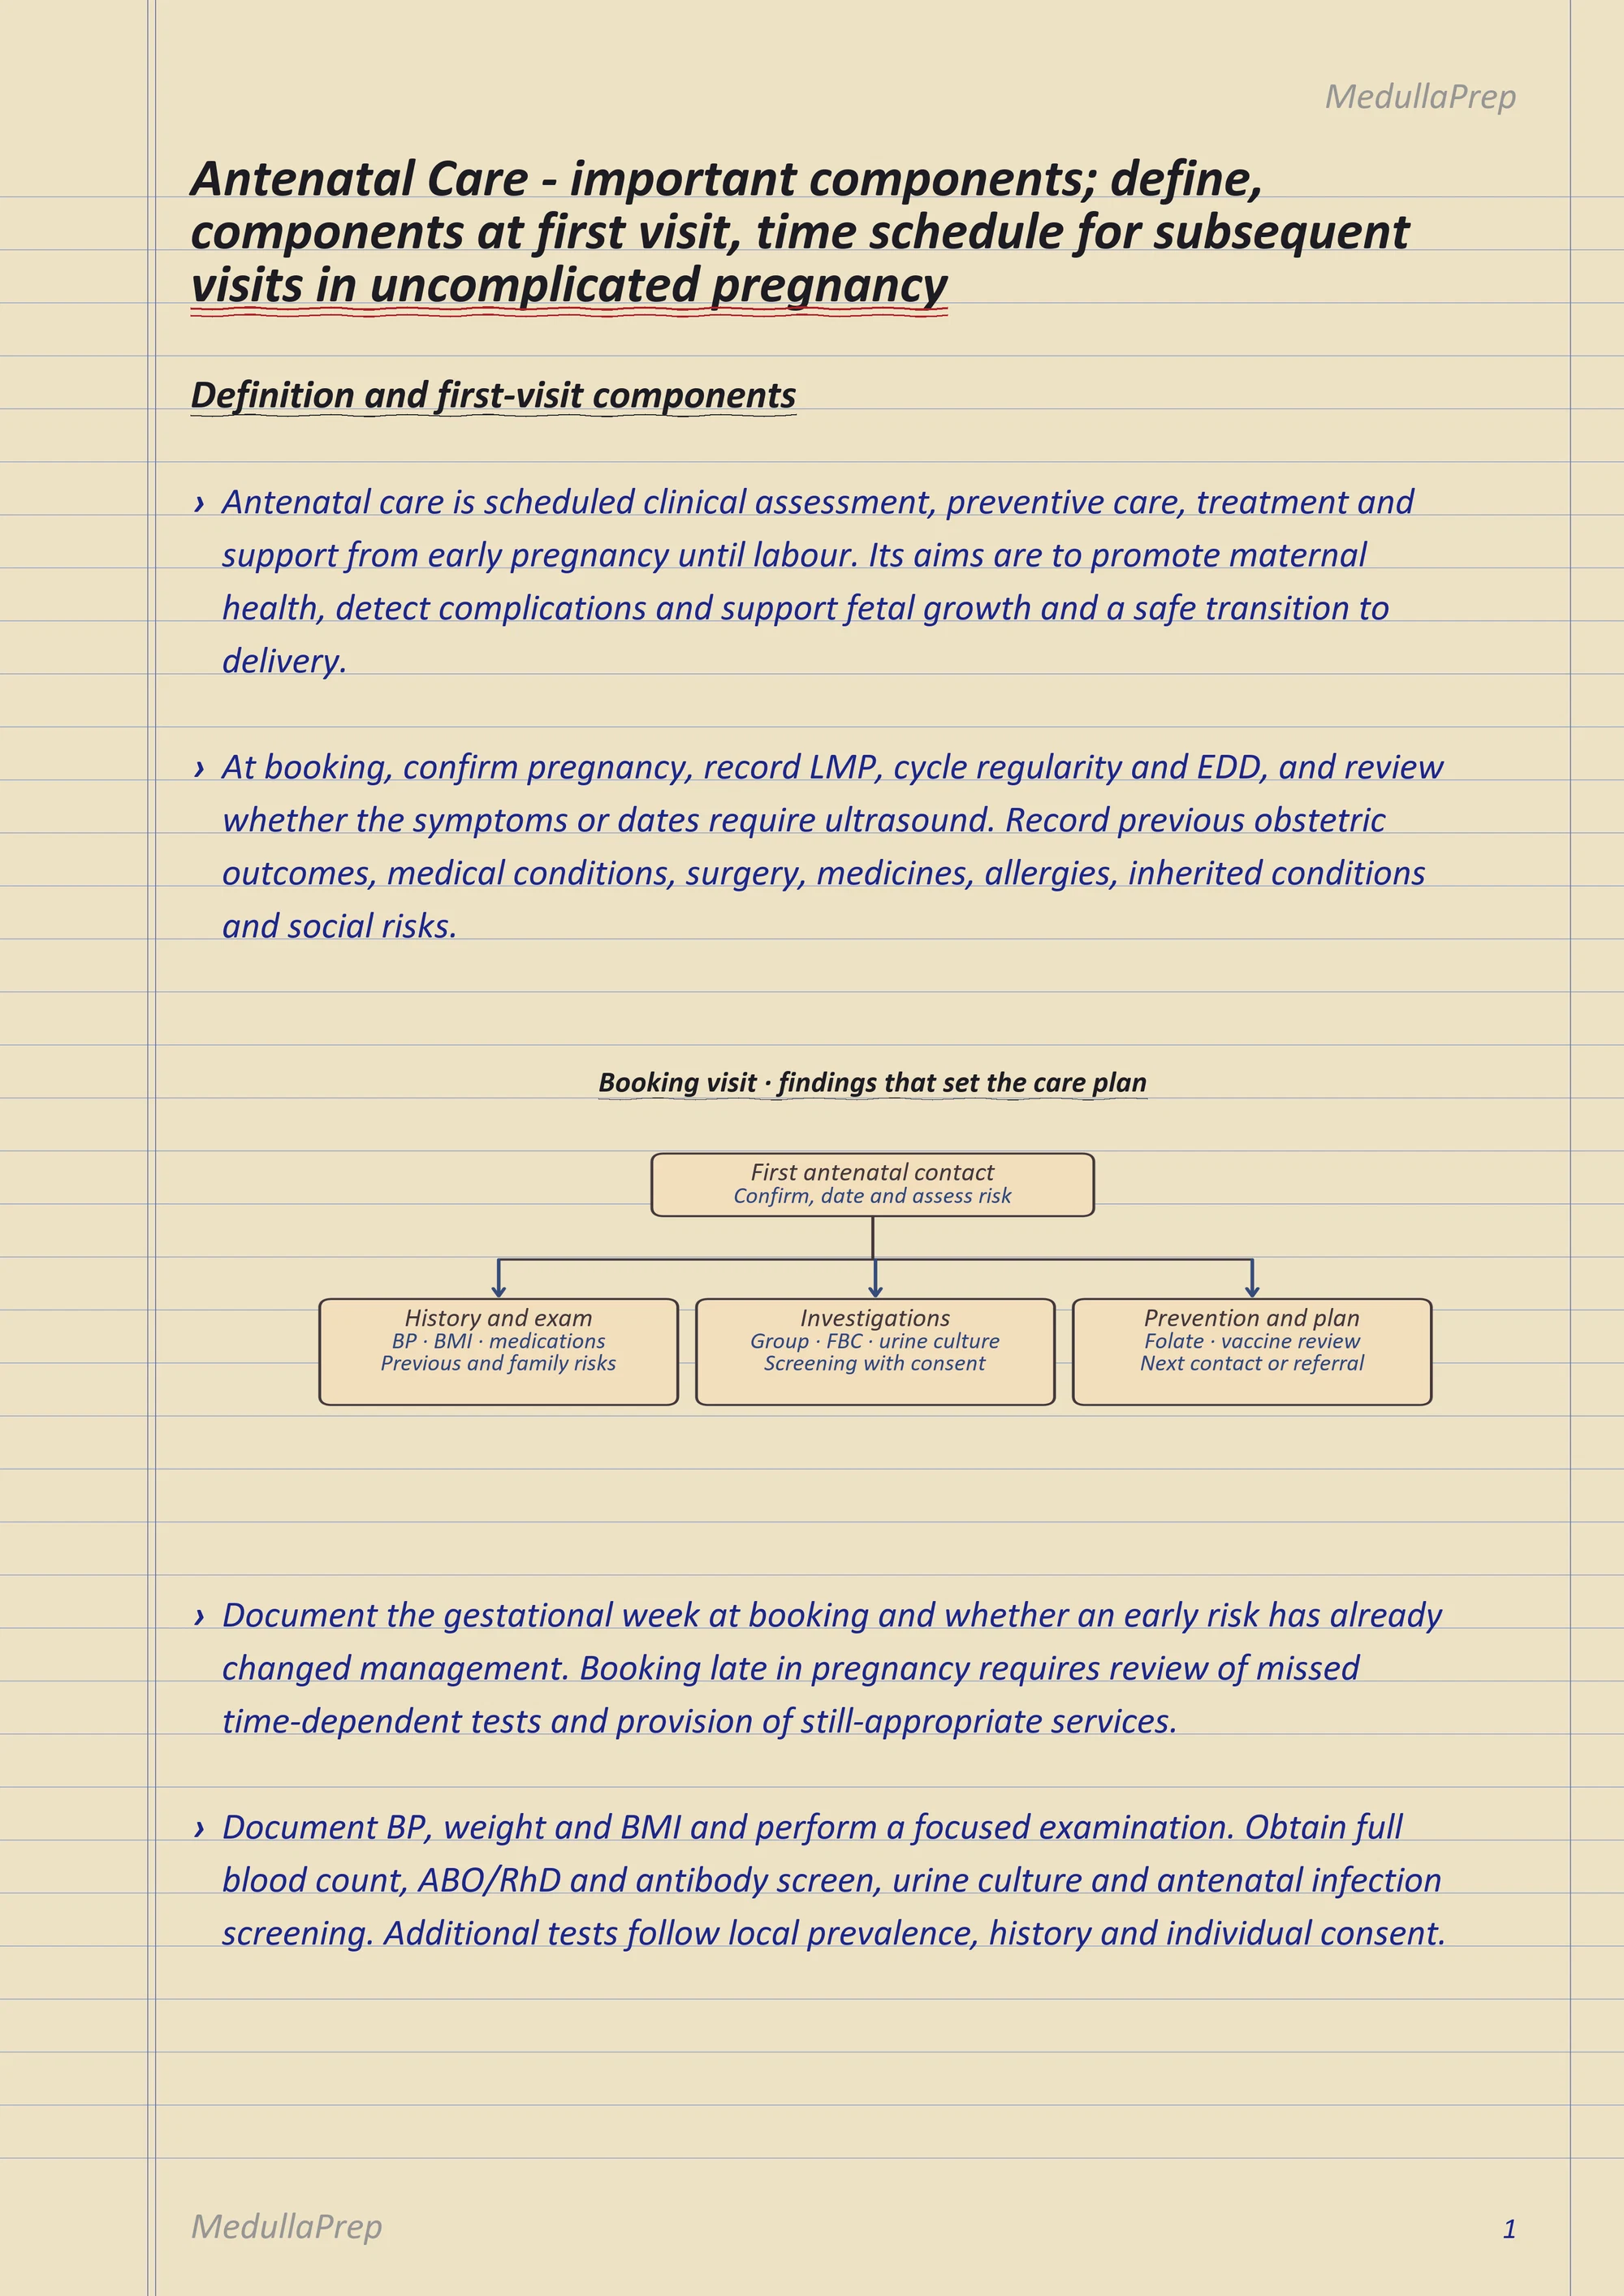 MedullaPrep
Antenatal Care - important components; define,
components at first visit, time schedule for subsequent
visits in uncomplicated pregnancy
Definition and first-visit components
› Antenatal care is scheduled clinical assessment, preventive care, treatment and
support from early pregnancy until labour. Its aims are to promote maternal
health, detect complications and support fetal growth and a safe transition to
delivery.
› At booking, confirm pregnancy, record LMP, cycle regularity and EDD, and review
whether the symptoms or dates require ultrasound. Record previous obstetric
outcomes, medical conditions, surgery, medicines, allergies, inherited conditions
and social risks.
Booking visit · findings that set the care plan
First antenatal contact
Confirm, date and assess risk
History and exam
BP · BMI · medications
Previous and family risks
Investigations
Group · FBC · urine culture
Screening with consent
Prevention and plan
Folate · vaccine review
Next contact or referral
› Document the gestational week at booking and whether an early risk has already
changed management. Booking late in pregnancy requires review of missed
time-dependent tests and provision of still-appropriate services.
› Document BP, weight and BMI and perform a focused examination. Obtain full
blood count, ABO/RhD and antibody screen, urine culture and antenatal infection
screening. Additional tests follow local prevalence, history and individual consent.
MedullaPrep
1